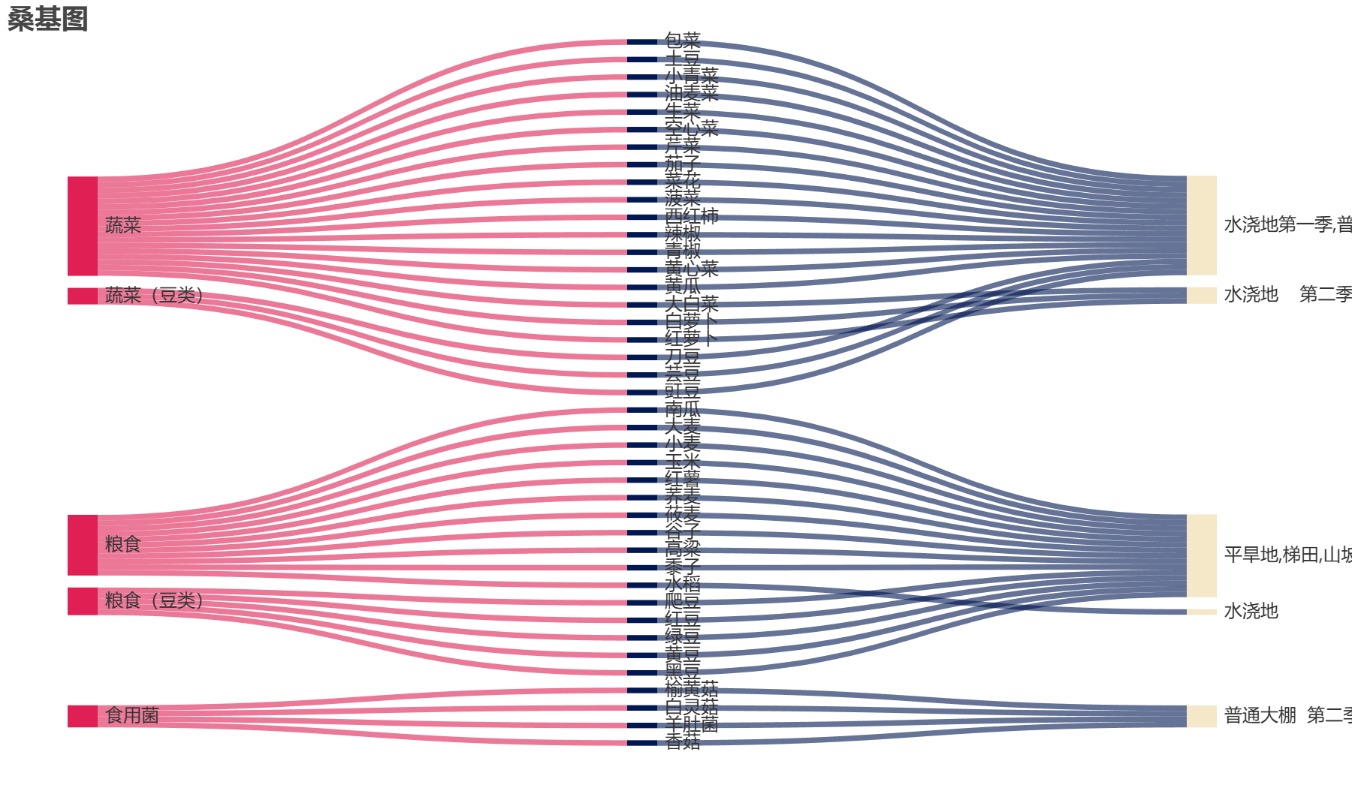 桑基图
蔬菜
蔬菜（豆类）
粮食
粮食（豆类）
食用菌
包菜
土豆
小青菜
油麦菜
生菜
空心菜
芹菜
茄子
菜花
菠菜
西红柿
辣椒
青椒
黄心菜
黄瓜
大白菜
白萝卜
红萝卜
刀豆
芸豆
豇豆
南瓜
大麦
小麦
玉米
红薯
荞麦
莜麦
谷子
高粱
黍子
水稻
爬豆
红豆
绿豆
黄豆
黑豆
榆黄菇
白灵菇
羊肚菌
香菇
水浇地第一季,普
水浇地 第二季
平旱地,梯田,山坡
水浇地
普通大棚 第二季